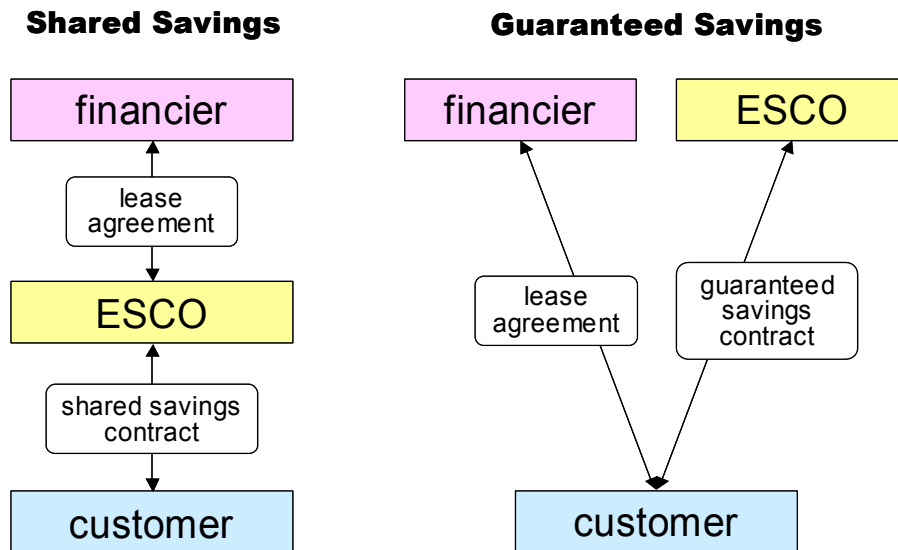 Shared Savings
financier
lease
agreement
ESCO
shared savings
contract
customer
Guaranteed Savings
financier
ESCO
lease
agreement
guaranteed
savings
contract
customer